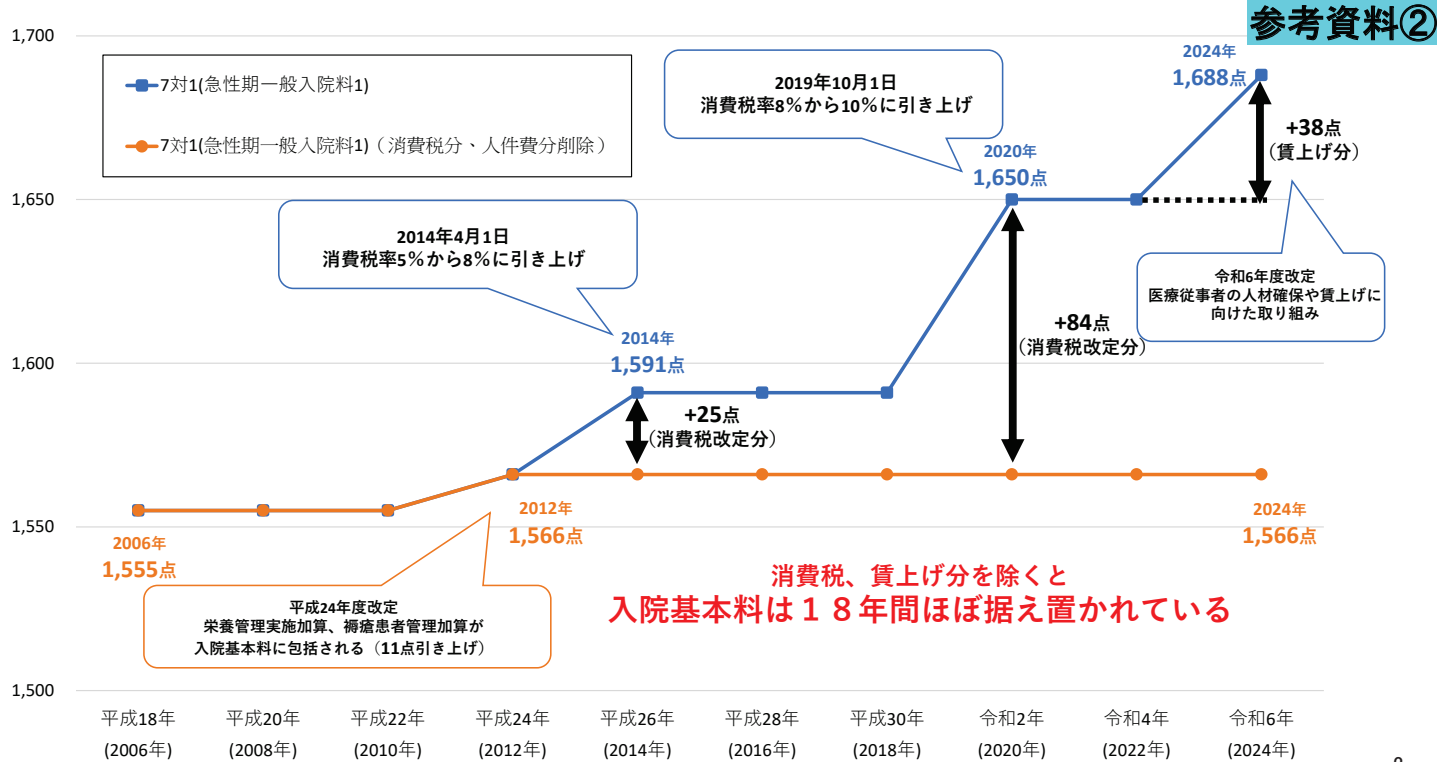 参考資料②
1,700
1,650
1,600
1,550
1,500
7対1(急性期一般入院料1)
7対1(急性期一般入院料1)（消費税分、人件費分削除）
2014年4月1日
消費税率5％から8％に引き上げ
2019年10月1日
消費税率8％から10％に引き上げ
2024年
1,688点
+38点
（賃上げ分）
2020年
1,650点
令和6年度改定
医療従事者の人材確保や賃上げに
向けた取り組み
+84点
（消費税改定分）
2014年
1,591点
+25点
（消費税改定分）
2006年
1,555点
2012年
1,566点
2024年
1,566点
平成24年度改定
栄養管理実施加算、褥瘡患者管理加算が
入院基本料に包括される（11点引き上げ）
消費税、賃上げ分を除くと
入院基本料は１８年間ほぼ据え置かれている
平成18年 平成20年 平成22年 平成24年 平成26年 平成28年 平成30年 令和2年 令和4年 令和6年
(2006年) (2008年) (2010年) (2012年) (2014年) (2016年) (2018年) (2020年) (2022年) (2024年)